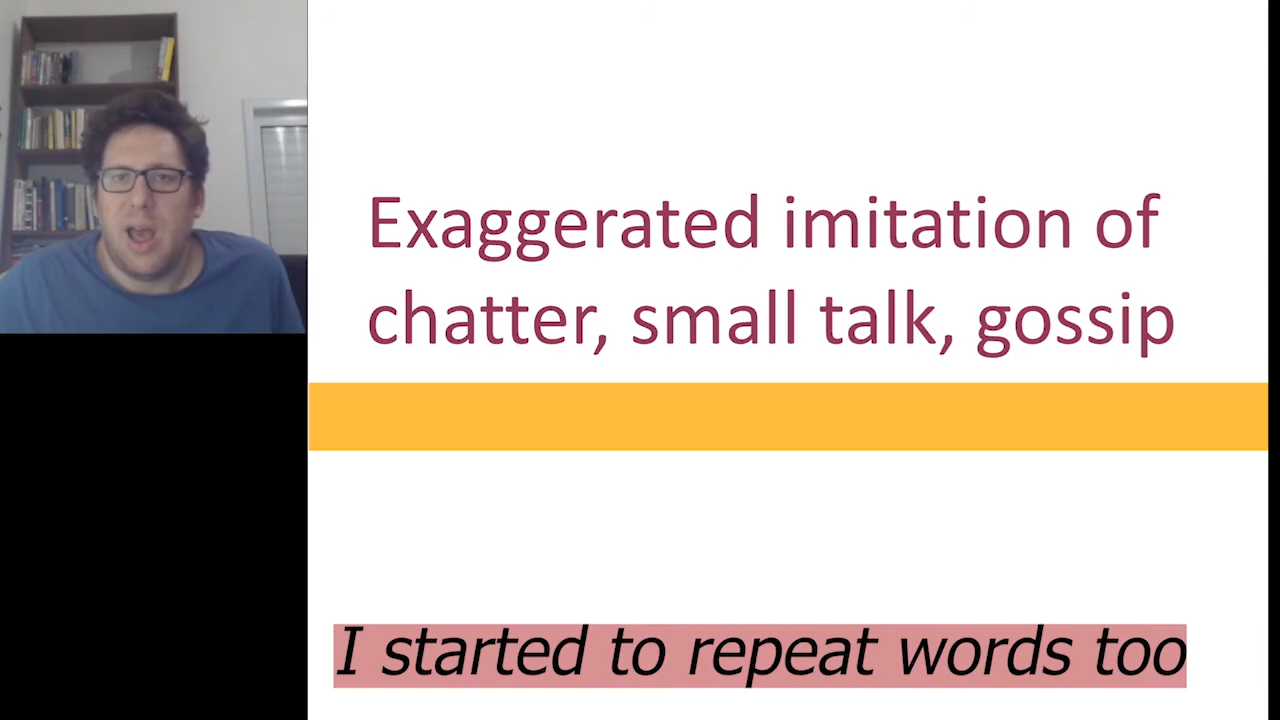 Exaggerated imitation of
chatter, small talk, gossip
I started to repeat words too